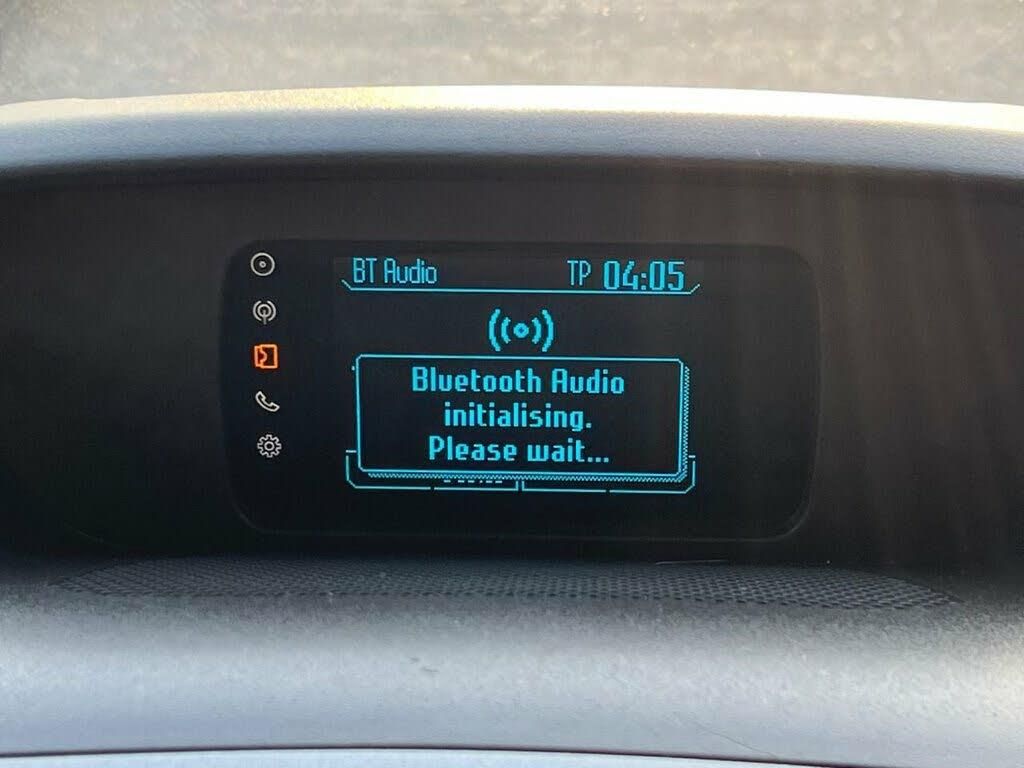 BT Audio TP 04:05
Bluetooth Audio
initialising.
Please wait...